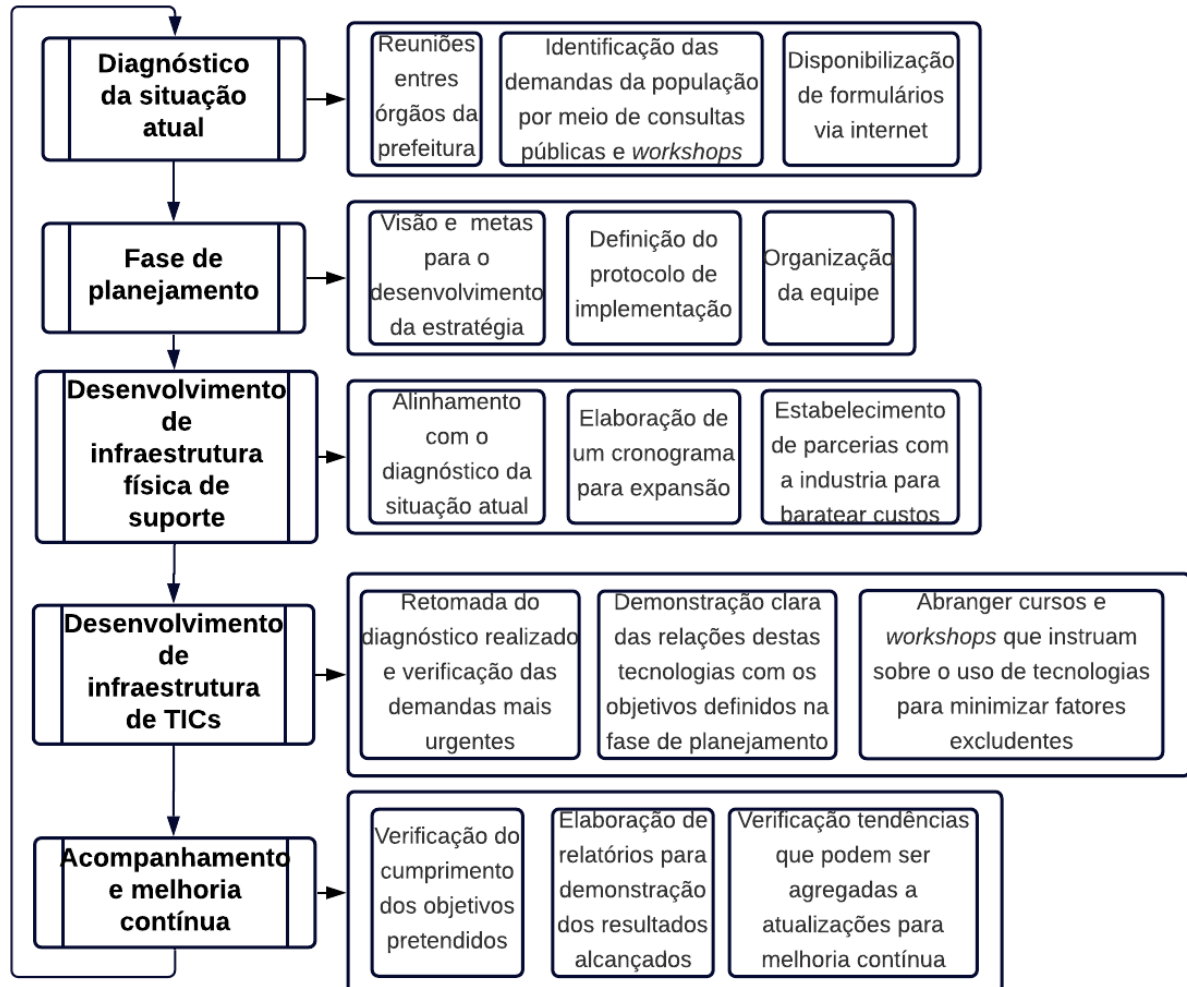 Diagnóstico
da situação
atual
Reuniões
entres
órgãos da
prefeitura
Identificação das
demandas da população
por meio de consultas
públicas e workshops
Disponibilização
de formulários
via internet
Fase de
planejamento
Visão e metas
para o
desenvolvimento
da estratégia
Definição do
protocolo de
implementação
Organização
da equipe
Desenvolvimento
de
infraestrutura
física de
suporte
Alinhamento
com o
diagnóstico da
situação atual
Elaboração de
um cronograma
para expansão
Estabelecimento
de parcerias com
a industria para
baratear custos
Desenvolvimento
de
infraestrutura
de TICs
Retomada do
diagnóstico realizado
e verificação das
demandas mais
urgentes
Demonstração clara
das relações destas
tecnologias com os
objetivos definidos na
fase de planejamento
Abranger cursos e
workshops que instruam
sobre o uso de tecnologias
para minimizar fatores
excludentes
Acompanhamento
e melhoria
contínua
Verificação do
cumprimento
dos objetivos
pretendidos
Elaboração de
relatórios para
demonstração
dos resultados
alcançados
Verificação tendências
que podem ser
agregadas a
atualizações para
melhoria contínua